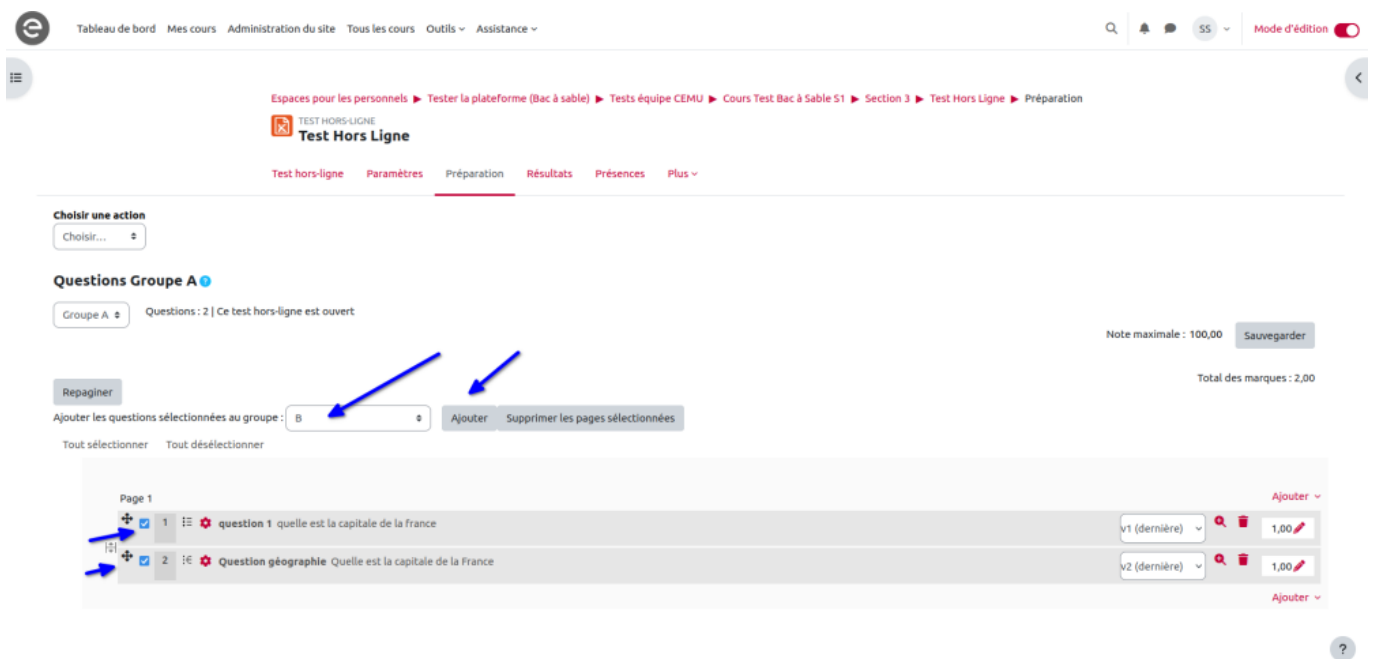 Tableau de bord Mes cours Administration du site Tous les cours Outils Assistance SS Mode d'édition
Espaces pour les personnels ▶ Tester la plateforme (Bac à sable) ▶ Tests équipe CEMU ▶ Cours Test Bac à Sable S1 ▶ Section 3 ▶ Test Hors Ligne ▶ Préparation
TEST HORS-LIGNE
Test Hors Ligne
Test hors-ligne Paramètres Préparation Résultats Présences Plus
Choisir une action
Choisir...
Questions Groupe A ?
Groupe A Questions : 2 | Ce test hors-ligne est ouvert
Note maximale : 100,00 Sauvegarder
Total des marques : 2,00
Repaginer
Ajouter les questions sélectionnées au groupe : B Ajouter Supprimer les pages sélectionnées
Tout sélectionner Tout désélectionner
Page 1 Ajouter
1 question 1 quelle est la capitale de la france v1 (dernière) 1,00
2 Question géographie Quelle est la capitale de la France v2 (dernière) 1,00
Ajouter
?